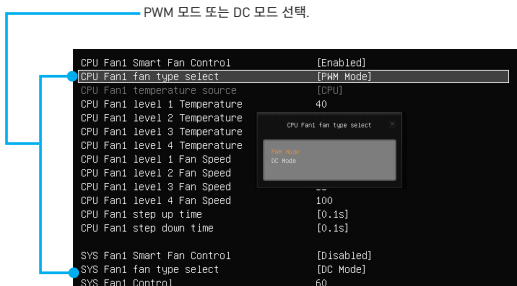 PWM 모드 또는 DC 모드 선택.
CPU Fan1 Smart Fan Control [Enabled]
CPU Fan1 fan type select [PWM Mode]
CPU Fan1 temperature source [CPU]
CPU Fan1 level 1 Temperature 40
CPU Fan1 level 2 Temperature
CPU Fan1 level 3 Temperature
CPU Fan1 level 4 Temperature
CPU Fan1 level 1 Fan Speed
CPU Fan1 level 2 Fan Speed
CPU Fan1 level 3 Fan Speed
CPU Fan1 level 4 Fan Speed 100
CPU Fan1 step up time [0.1s]
CPU Fan1 step down time [0.1s]
CPU Fan1 fan type select
PWM Mode
DC Mode
SYS Fan1 Smart Fan Control [Disabled]
SYS Fan1 fan type select [DC Mode]
SYS Fan1 Control 60